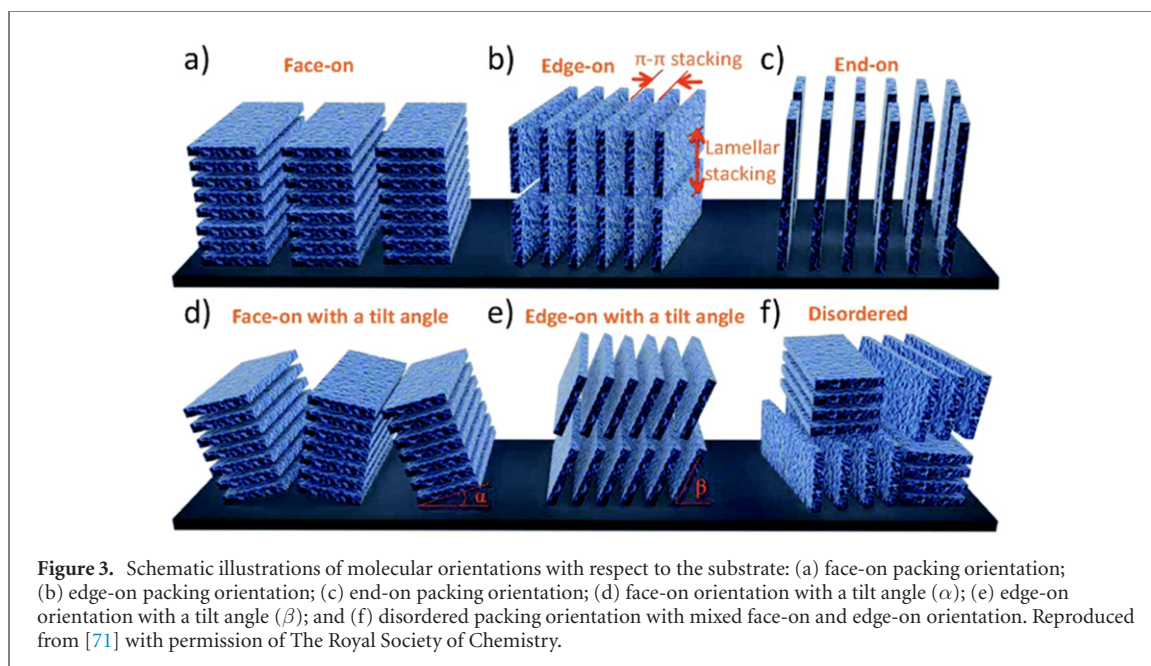 a)
Face-on
b)
Edge-on
π-π stacking
c)
End-on
Lamellar
stacking
d)
Face-on with a tilt angle
e)
Edge-on with a tilt angle
f)
Disordered
α
β
Figure 3. Schematic illustrations of molecular orientations with respect to the substrate: (a) face-on packing orientation;
(b) edge-on packing orientation; (c) end-on packing orientation; (d) face-on orientation with a tilt angle (α); (e) edge-on
orientation with a tilt angle (β); and (f) disordered packing orientation with mixed face-on and edge-on orientation. Reproduced
from [71] with permission of The Royal Society of Chemistry.